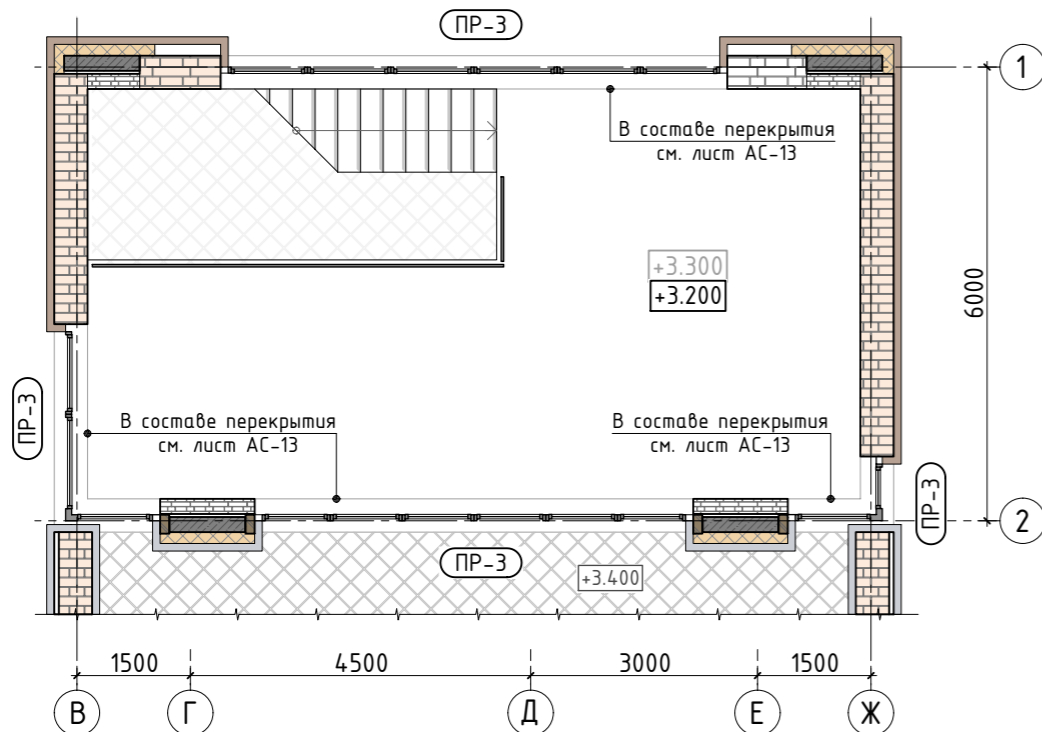 ПР-3
1
В составе перекрытия
см. лист АС-13
+3.300
+3.200
6000
ПР-3
В составе перекрытия
см. лист АС-13
В составе перекрытия
см. лист АС-13
ПР-3
2
ПР-3
+3.400
1500
4500
3000
1500
В
Г
Д
Е
Ж